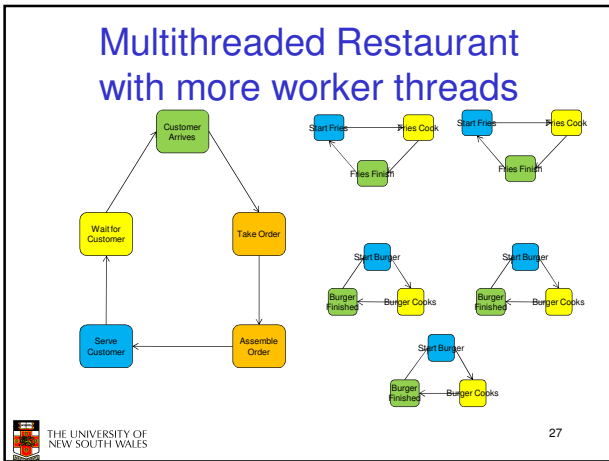 Multithreaded Restaurant
with more worker threads
Customer
Arrives
Wait for
Customer
Take Order
Serve
Customer
Assemble
Order
Start Fries
Fries Cook
Fries Finish
Start Fries
Fries Cook
Fries Finish
Start Burger
Burger
Finished
Burger Cooks
Start Burger
Burger
Finished
Burger Cooks
Start Burger
Burger
Finished
Burger Cooks
THE UNIVERSITY OF
NEW SOUTH WALES
27